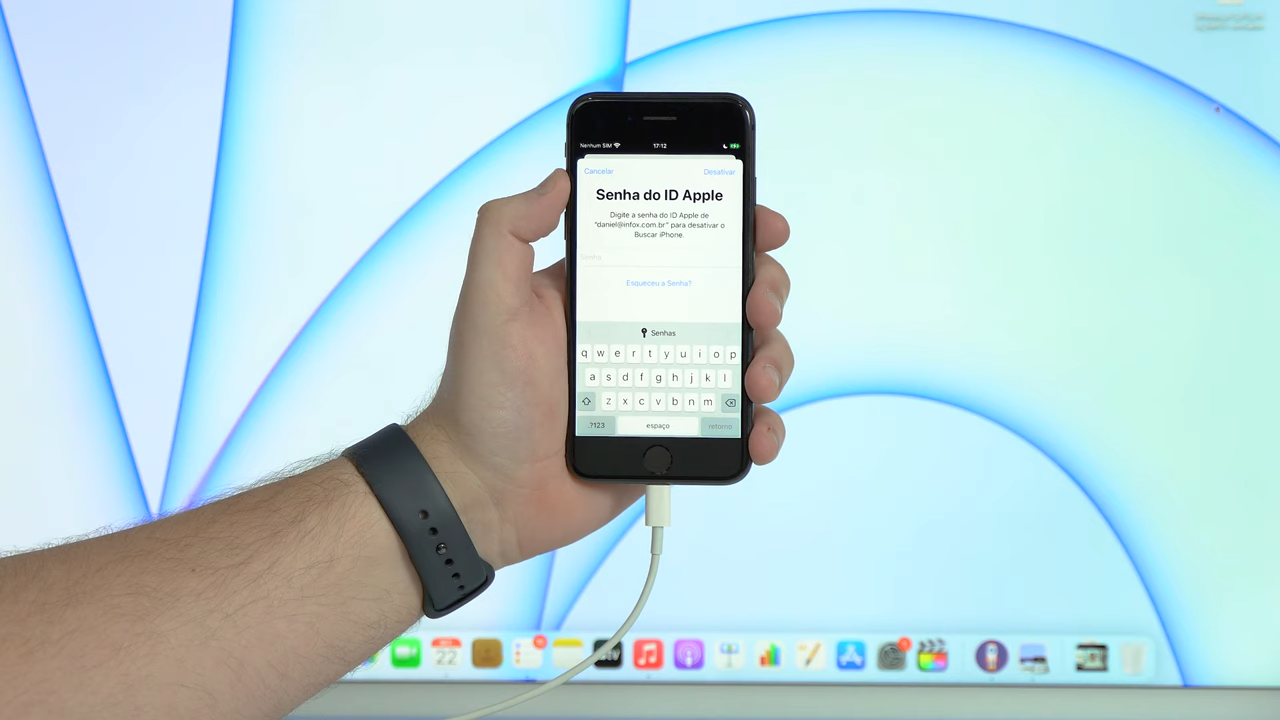 Nenhum SIM 17:12
Cancelar Desativar
Senha do ID Apple
Digite a senha do ID Apple de
"daniel@infox.com.br" para desativar o
Buscar iPhone.
Senha
Esqueceu a Senha?
Senhas
q w e r t y u i o p
a s d f g h j k l
z x c v b n m
.?123 espaço retorno
22